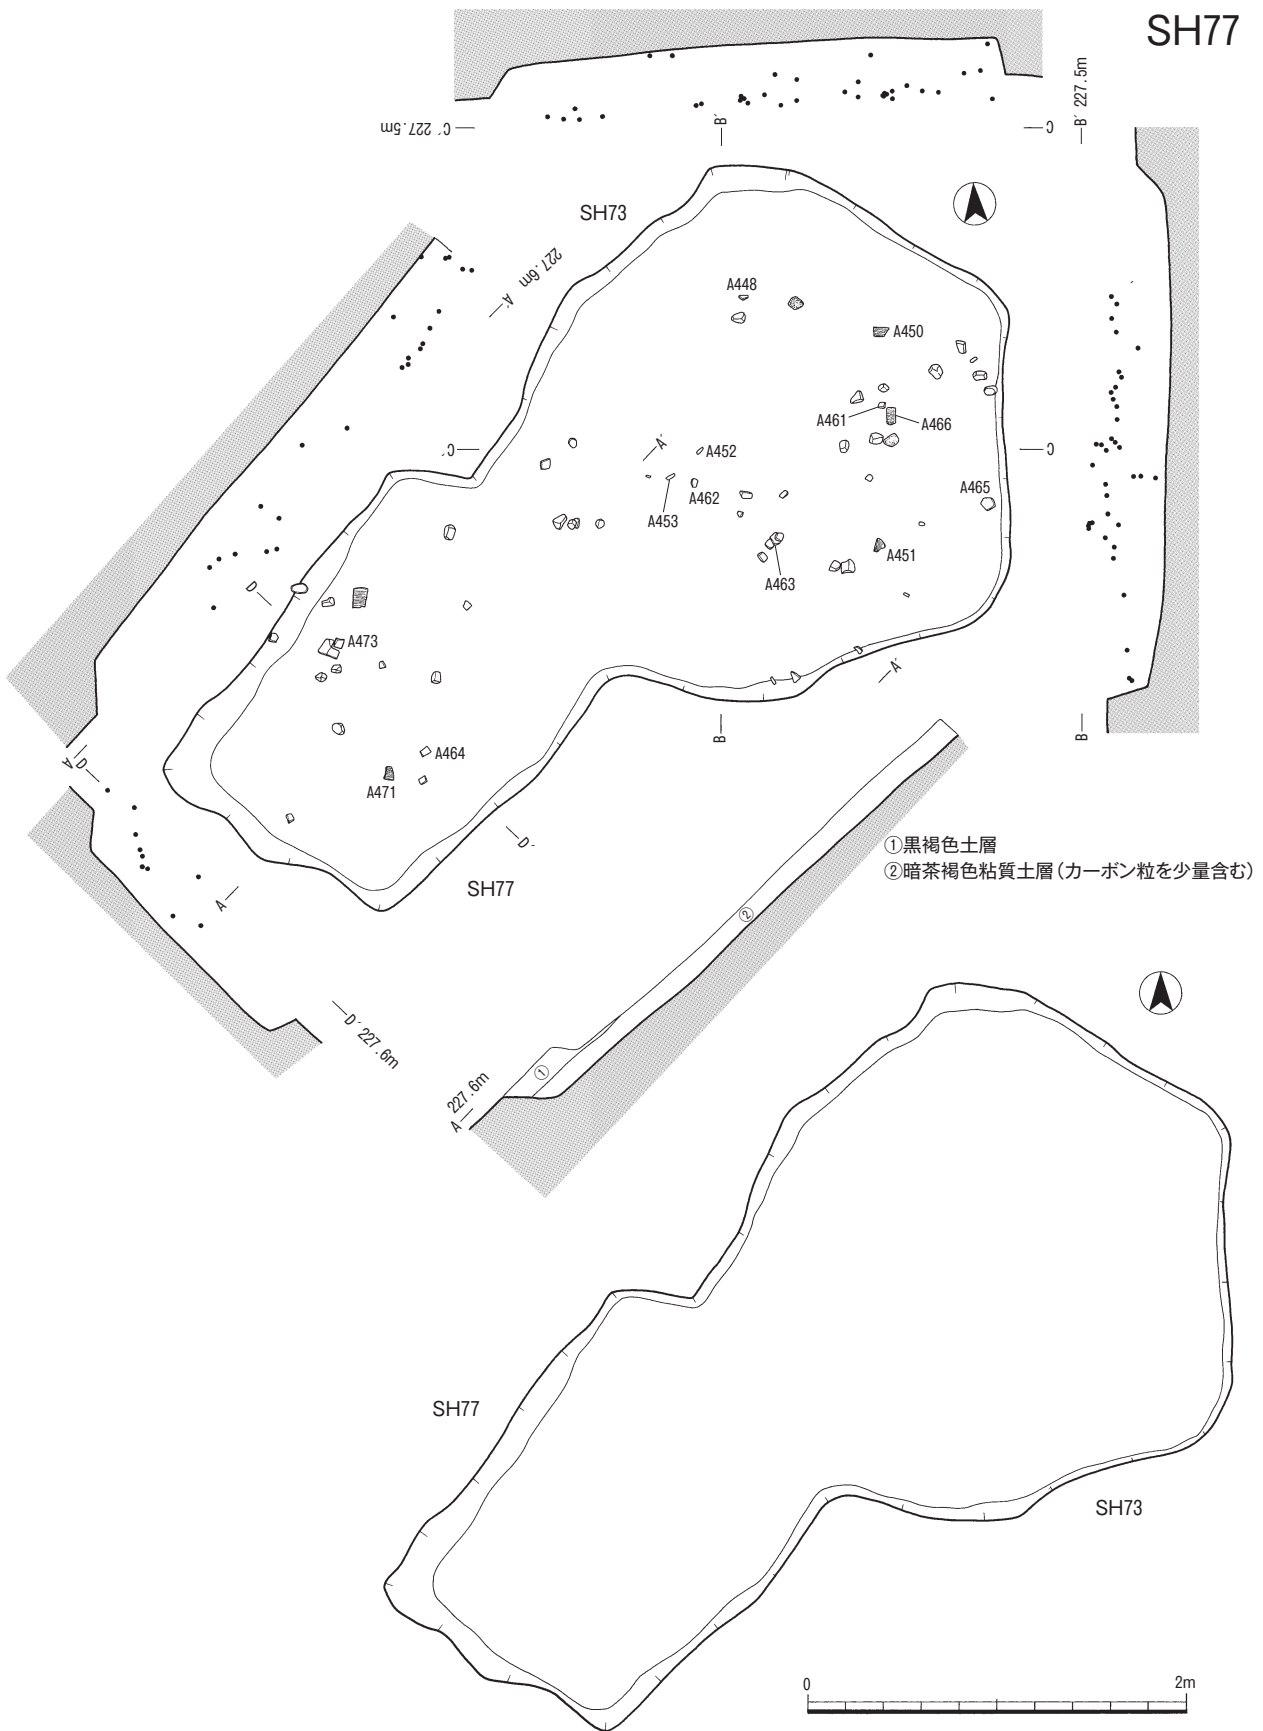 SH77
C´ 227.5m
B´
C
B´ 227.5m
SH73
227.6m A´
A448
A450
A461
A466
C´
A´
A452
C
A462
A465
A453
A451
A463
D
A473
A´
B
B
A464
A471
A
D
D´
SH77
A
①黒褐色土層
②暗茶褐色粘質土層（カーボン粒を少量含む）
②
D´ 227.6m
①
227.6m
A
SH77
SH73
0
2m